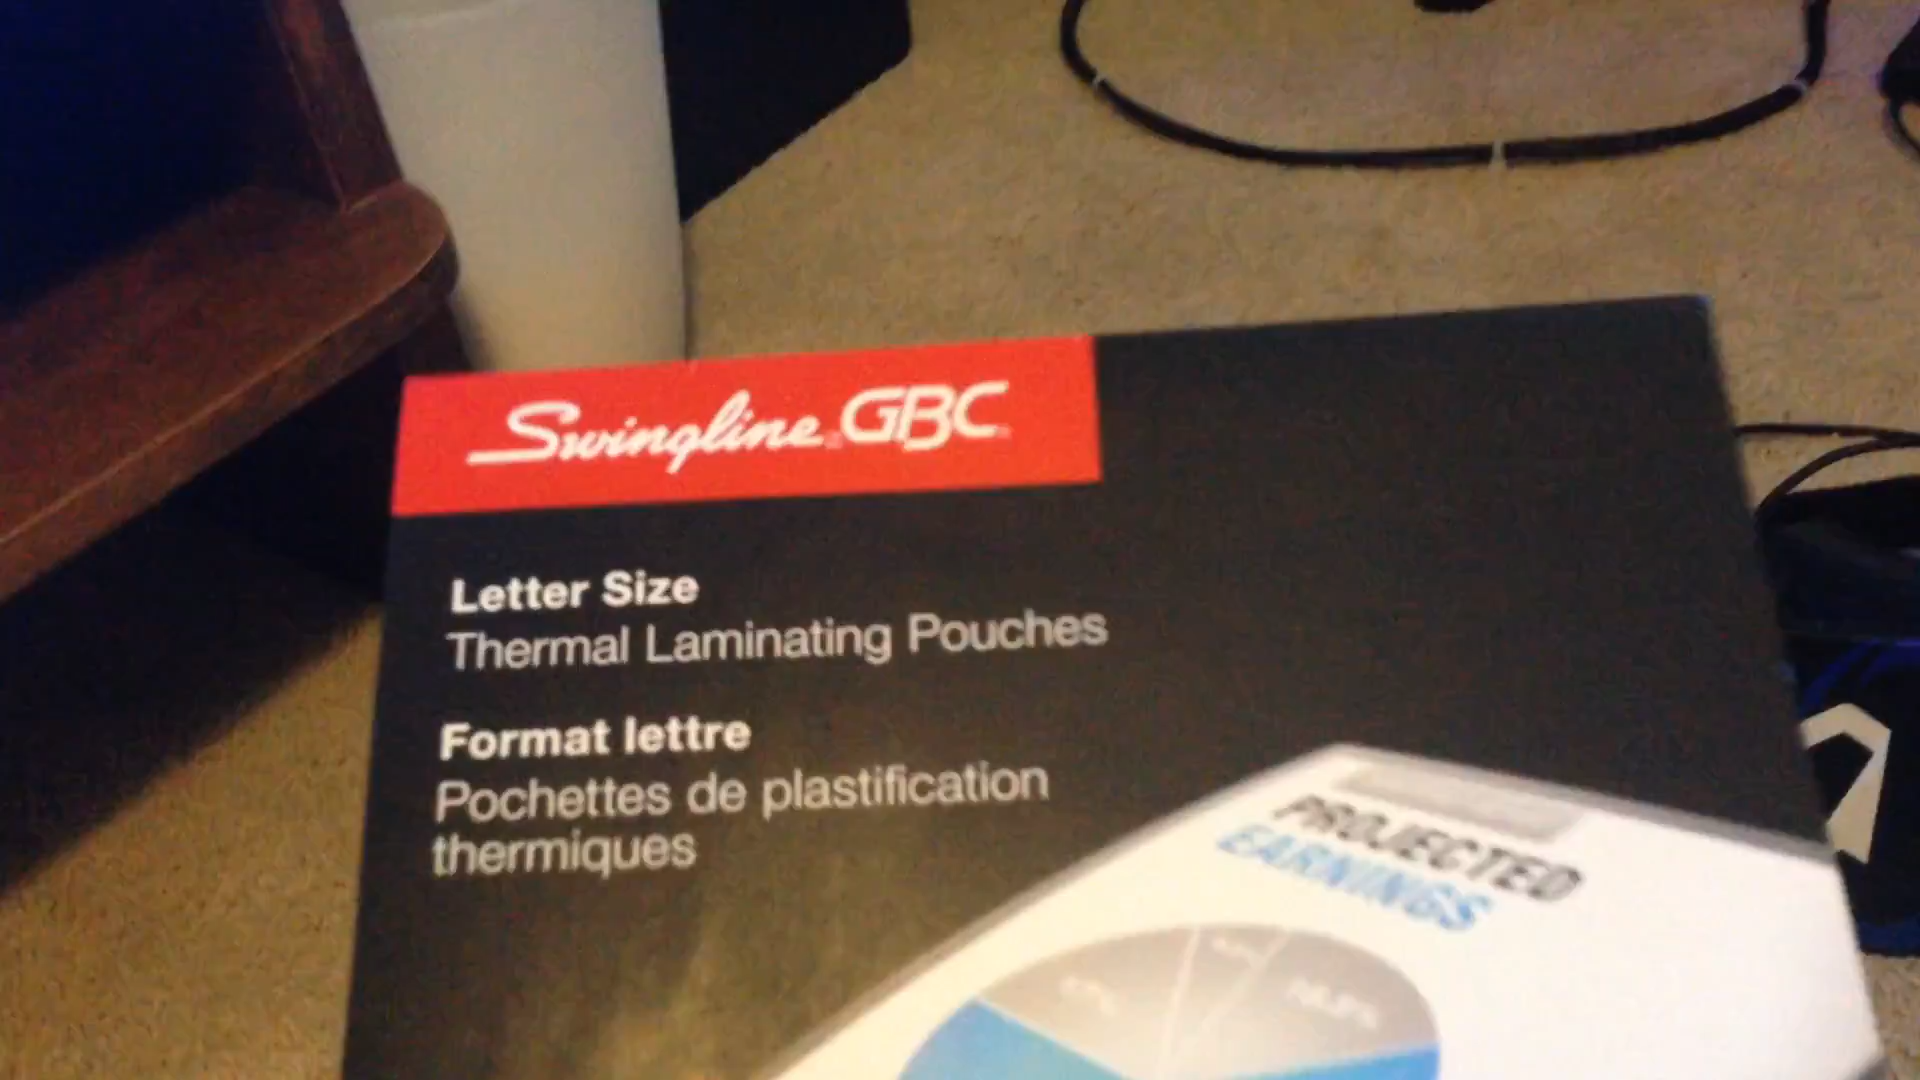 Swingline GBC
Letter Size
Thermal Laminating Pouches
Format lettre
Pochettes de plastification
thermiques
PROJECTED
EARNINGS